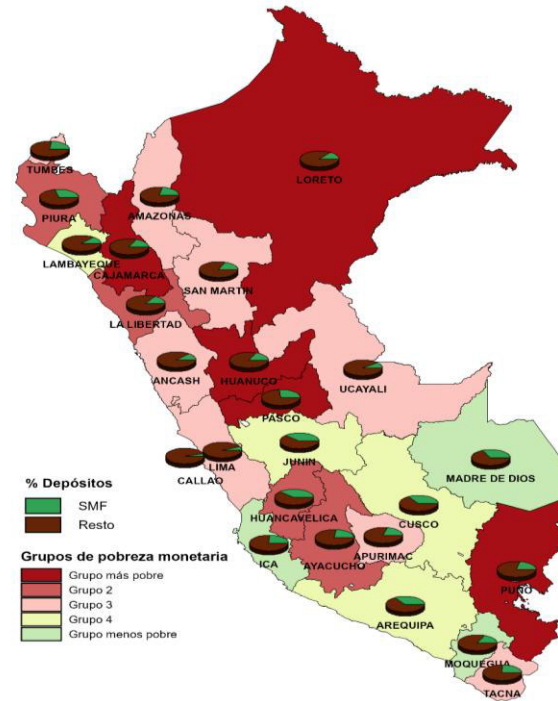 LORETO
TUMBES
PIURA
AMAZONAS
LAMBAYEQUE
CAJAMARCA
SAN MARTIN
LA LIBERTAD
ANCASH
HUANUCO
UCAYALI
PASCO
LIMA
CALLAO
JUNIN
MADRE DE DIOS
HUANCAVELICA
CUSCO
APURIMAC
ICA
AYACUCHO
PUNO
AREQUIPA
MOQUEGUA
TACNA
% Depósitos
SMF
Resto
Grupos de pobreza monetaria
Grupo más pobre
Grupo 2
Grupo 3
Grupo 4
Grupo menos pobre